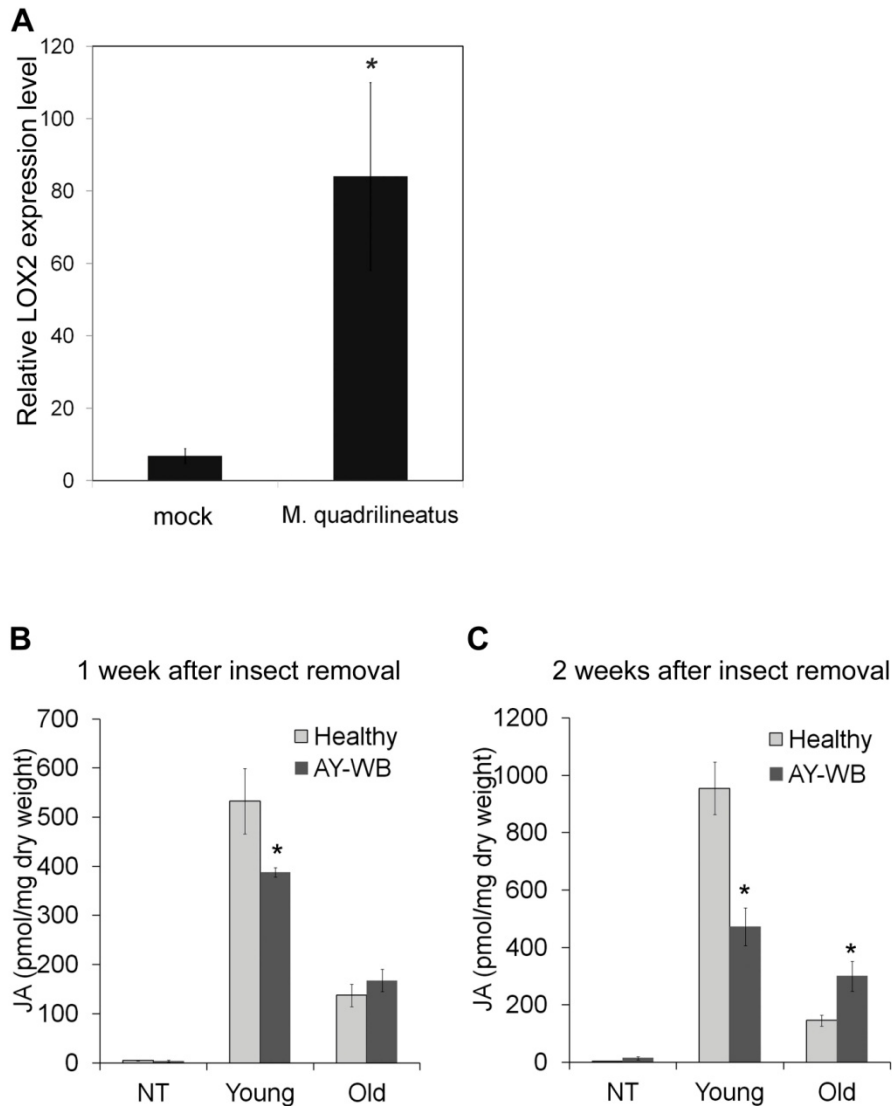 A
Relative LOX2 expression level
120
100
80
60
40
20
0
*
mock M. quadrilineatus
B
1 week after insect removal
JA (pmol/mg dry weight)
700
600
500
400
300
200
100
0
Healthy
AY-WB
*
NT Young Old
C
2 weeks after insect removal
JA (pmol/mg dry weight)
1200
1000
800
600
400
200
0
Healthy
AY-WB
*
*
NT Young Old